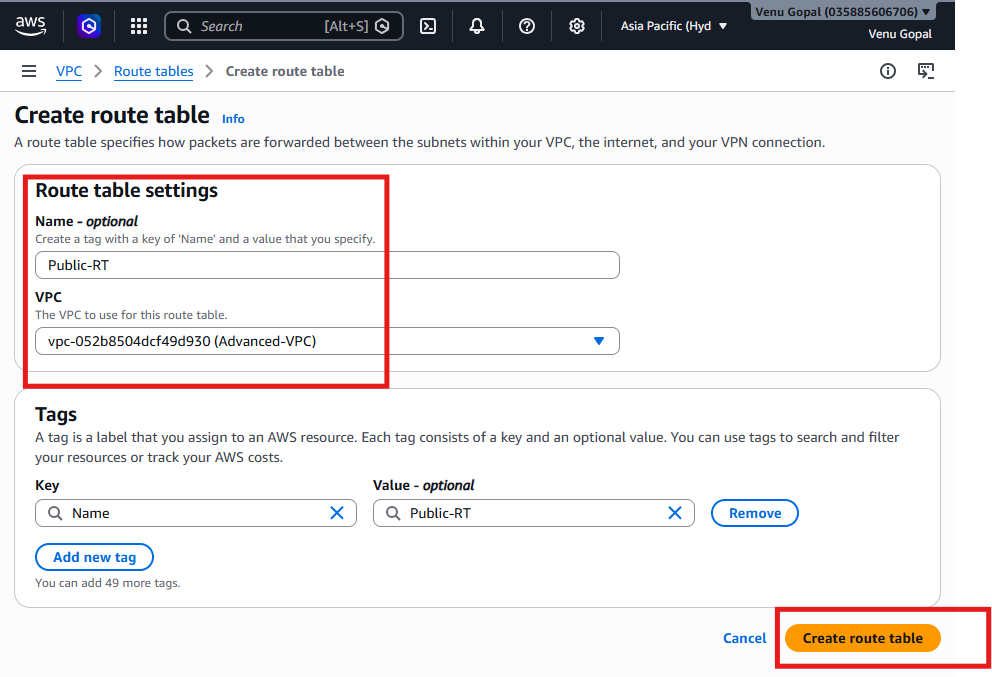 aws
Search [Alt+S]
Asia Pacific (Hyd
Venu Gopal (035885606706)
Venu Gopal
VPC > Route tables > Create route table
Create route table Info
A route table specifies how packets are forwarded between the subnets within your VPC, the internet, and your VPN connection.
Route table settings
Name - optional
Create a tag with a key of 'Name' and a value that you specify.
Public-RT
VPC
The VPC to use for this route table.
vpc-052b8504dcf49d930 (Advanced-VPC)
Tags
A tag is a label that you assign to an AWS resource. Each tag consists of a key and an optional value. You can use tags to search and filter
your resources or track your AWS costs.
Key Value - optional
Name Public-RT Remove
Add new tag
You can add 49 more tags.
Cancel Create route table